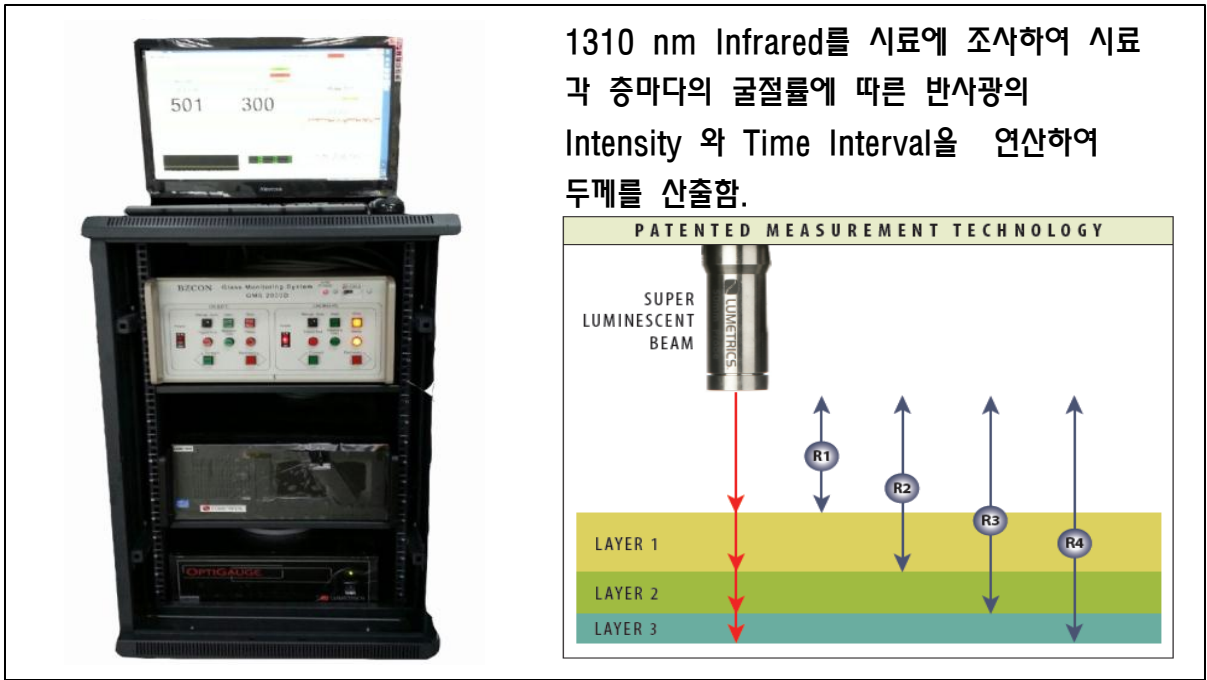 1310 nm Infrared를 시료에 조사하여 시료
각 층마다의 굴절률에 따른 반사광의
Intensity 와 Time Interval을 연산하여
두께를 산출함.
501 300
BZCON Glass Monitoring System
OPTIGAUGE
LUMETRICS
PATENTED MEASUREMENT TECHNOLOGY
SUPER
LUMINESCENT
BEAM
LUMETRICS
R1
R2
R3
R4
LAYER 1
LAYER 2
LAYER 3